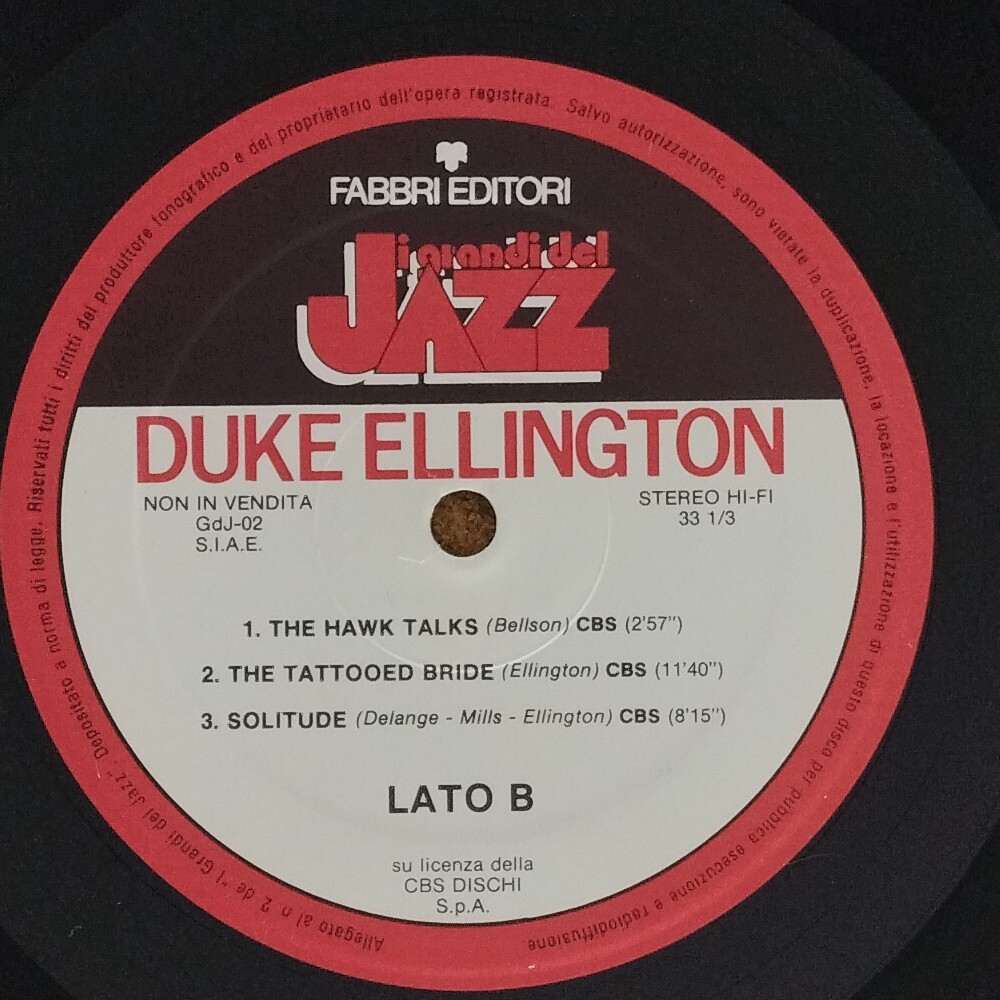 Allegato al n 2 de "I Grandi del Jazz". Depositato a norma di legge. Riservati tutti i diritti del produttore fonografico e del proprietario dell'opera registrata. Salvo autorizzazione, sono vietate la duplicazione, la locazione e l'utilizzazione di questo disco per pubblica esecuzione e radiodiffusione.
FABBRI EDITORI
i grandi del
JAZZ
DUKE ELLINGTON
NON IN VENDITA
GdJ-02
S.I.A.E.
STEREO HI-FI
33 1/3
1. THE HAWK TALKS (Bellson) CBS (2'57")
2. THE TATTOOED BRIDE (Ellington) CBS (11'40")
3. SOLITUDE (Delange - Mills - Ellington) CBS (8'15")
LATO B
su licenza della
CBS DISCHI
S.p.A.